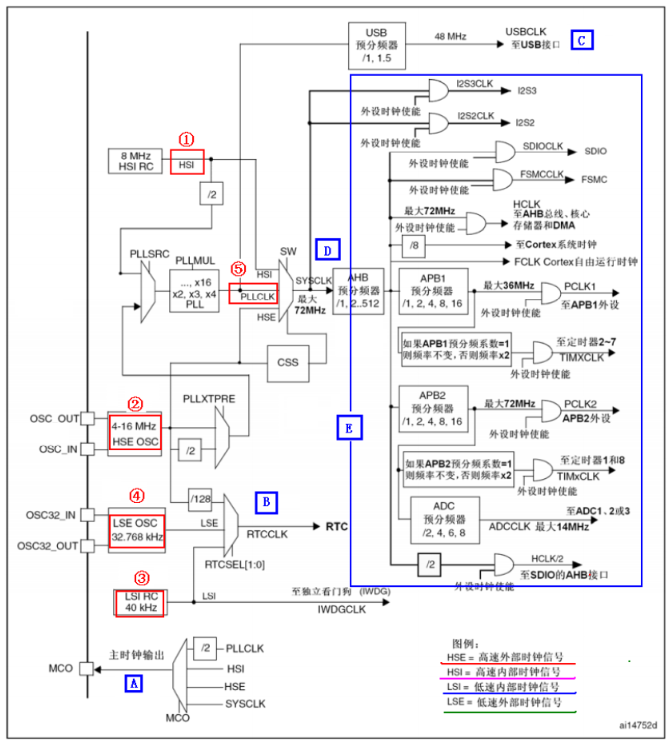 USB
预分频器
/1, 1.5
48 MHz
USBCLK
至USB接口
C
I2S3CLK
I2S3
外设时钟使能
I2S2CLK
I2S2
外设时钟使能
SDIOCLK
SDIO
外设时钟使能
FSMCCLK
FSMC
外设时钟使能
①
8 MHz
HSI RC
HSI
/2
HCLK
最大72MHz
至AHB总线、核心
存储器和DMA
外设时钟使能
/8
至Cortex系统时钟
FCLK Cortex自由运行时钟
PLLSRC
PLLMUL
..., x16
x2, x3, x4
PLL
⑤
PLLCLK
SW
HSI
HSE
D
SYSCLK
最大
72MHz
AHB
预分频器
/1, 2..512
APB1
预分频器
/1, 2, 4, 8, 16
最大36MHz
PCLK1
至APB1外设
外设时钟使能
CSS
如果APB1预分频系数=1
则频率不变，否则频率x2
至定时器2~7
TIMXCLK
外设时钟使能
②
OSC_OUT
OSC_IN
4-16 MHz
HSE OSC
PLLXTPRE
/2
E
APB2
预分频器
/1, 2, 4, 8, 16
最大72MHz
PCLK2
APB2外设
外设时钟使能
如果APB2预分频系数=1
则频率不变，否则频率x2
至定时器1和8
TIMxCLK
外设时钟使能
④
OSC32_IN
OSC32_OUT
LSE OSC
32.768 kHz
/128
LSE
B
RTCCLK
RTC
RTCSEL[1:0]
ADC
预分频器
/2, 4, 6, 8
至ADC1、2或3
ADCCLK 最大14MHz
/2
HCLK/2
至SDIO的AHB接口
外设时钟使能
③
LSI RC
40 kHz
LSI
至独立看门狗 (IWDG)
IWDGCLK
主时钟输出
MCO
A
/2
PLLCLK
HSI
HSE
SYSCLK
MCO
图例：
HSE = 高速外部时钟信号
HSI = 高速内部时钟信号
LSI = 低速内部时钟信号
LSE = 低速外部时钟信号
ai14752d